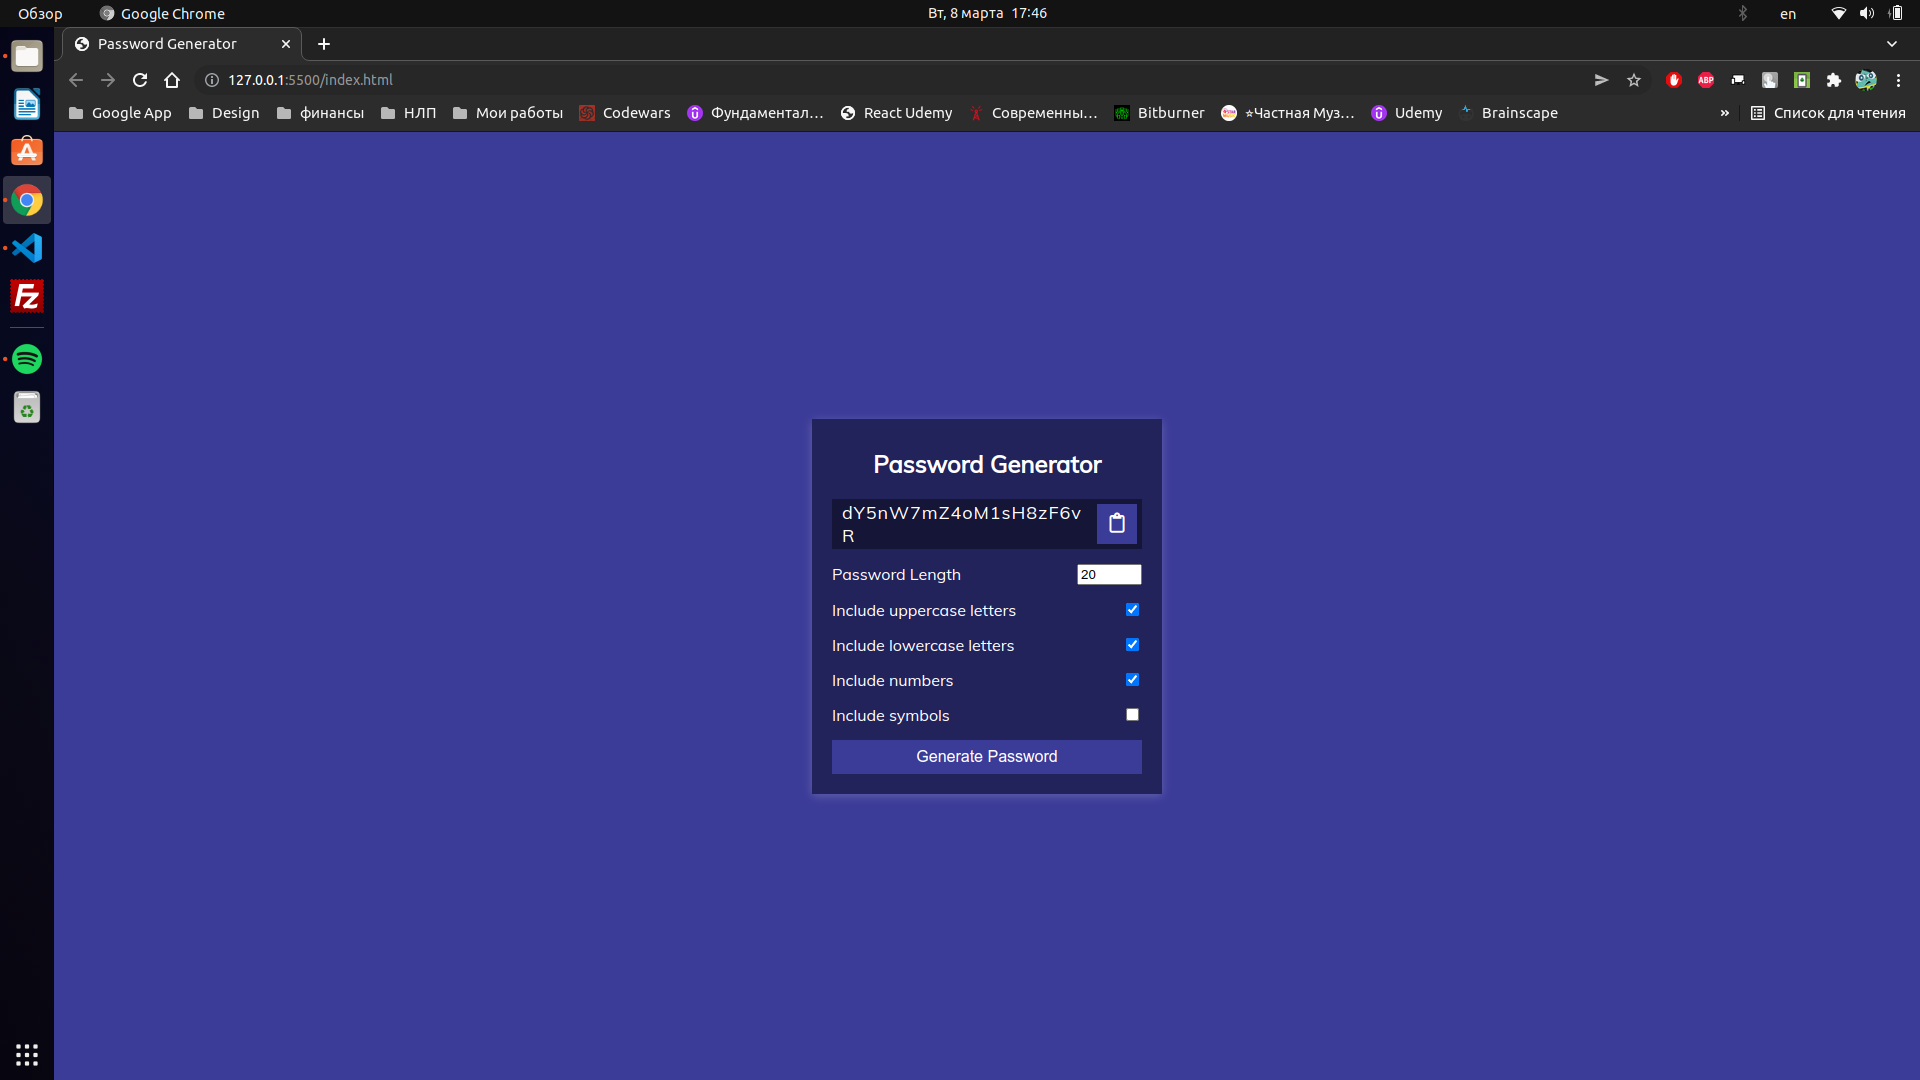 Обзор Google Chrome Вт, 8 марта 17:46 en
Password Generator
127.0.0.1:5500/index.html ABP
Google App Design финансы НЛП Мои работы Codewars Фундаментал... React Udemy Современны... Bitburner ⭐Частная Муз... Udemy Brainscape » Список для чтения
Password Generator
dY5nW7mZ4oM1sH8zF6v
R
Password Length 20
Include uppercase letters
Include lowercase letters
Include numbers
Include symbols
Generate Password